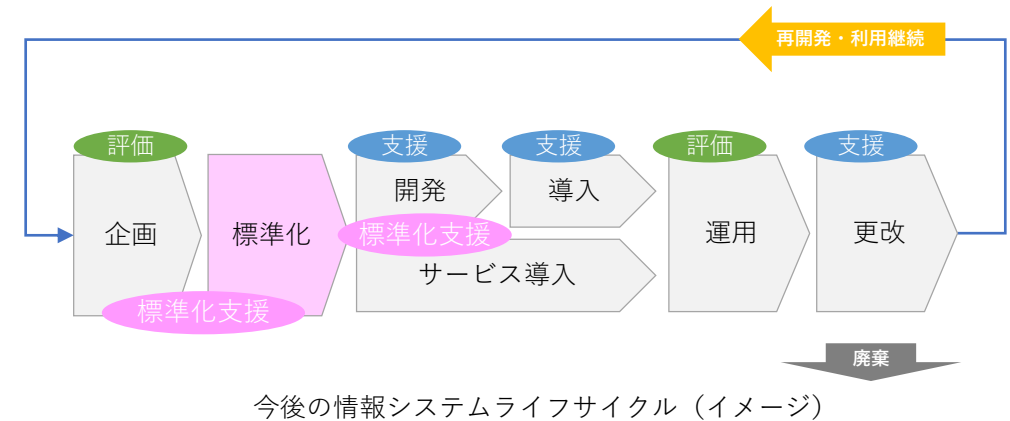 再開発・利用継続
評価
支援
支援
評価
支援
企画
標準化
開発
導入
運用
更改
標準化支援
サービス導入
標準化支援
廃棄
今後の情報システムライフサイクル（イメージ）